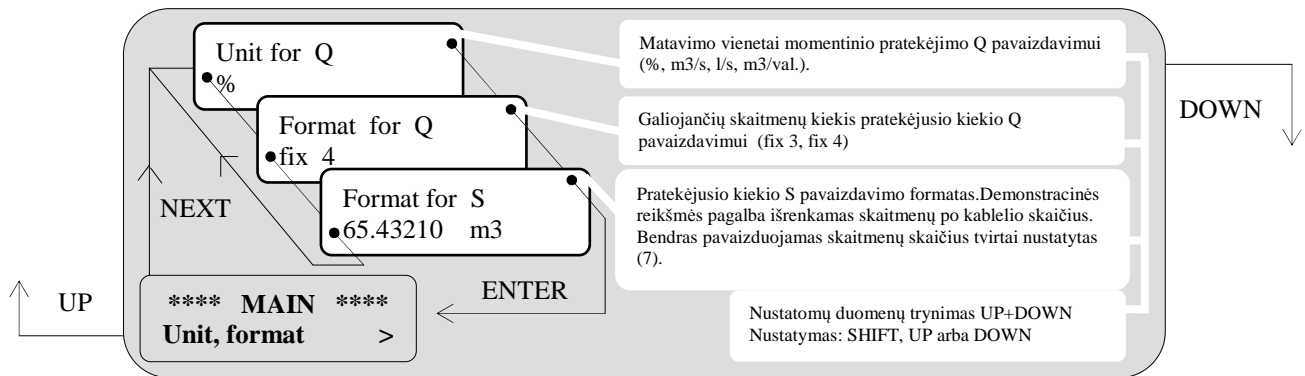 Unit for Q
%
Format for Q
fix 4
Format for S
65.43210 m3
Matavimo vienetai momentinio pratekėjimo Q pavaizdavimui
(%, m3/s, l/s, m3/val.).
Galiojančių skaitmenų kiekis pratekėjusio kiekio Q
pavaizdavimui (fix 3, fix 4)
Pratekėjusio kiekio S pavaizdavimo formatas.Demonstracinės
reikšmės pagalba išrenkamas skaitmenų po kablelio skaičius.
Bendras pavaizduojamas skaitmenų skaičius tvirtai nustatytas
(7).
Nustatomų duomenų trynimas UP+DOWN
Nustatymas: SHIFT, UP arba DOWN
DOWN
NEXT
ENTER
UP
**** MAIN ****
Unit, format >